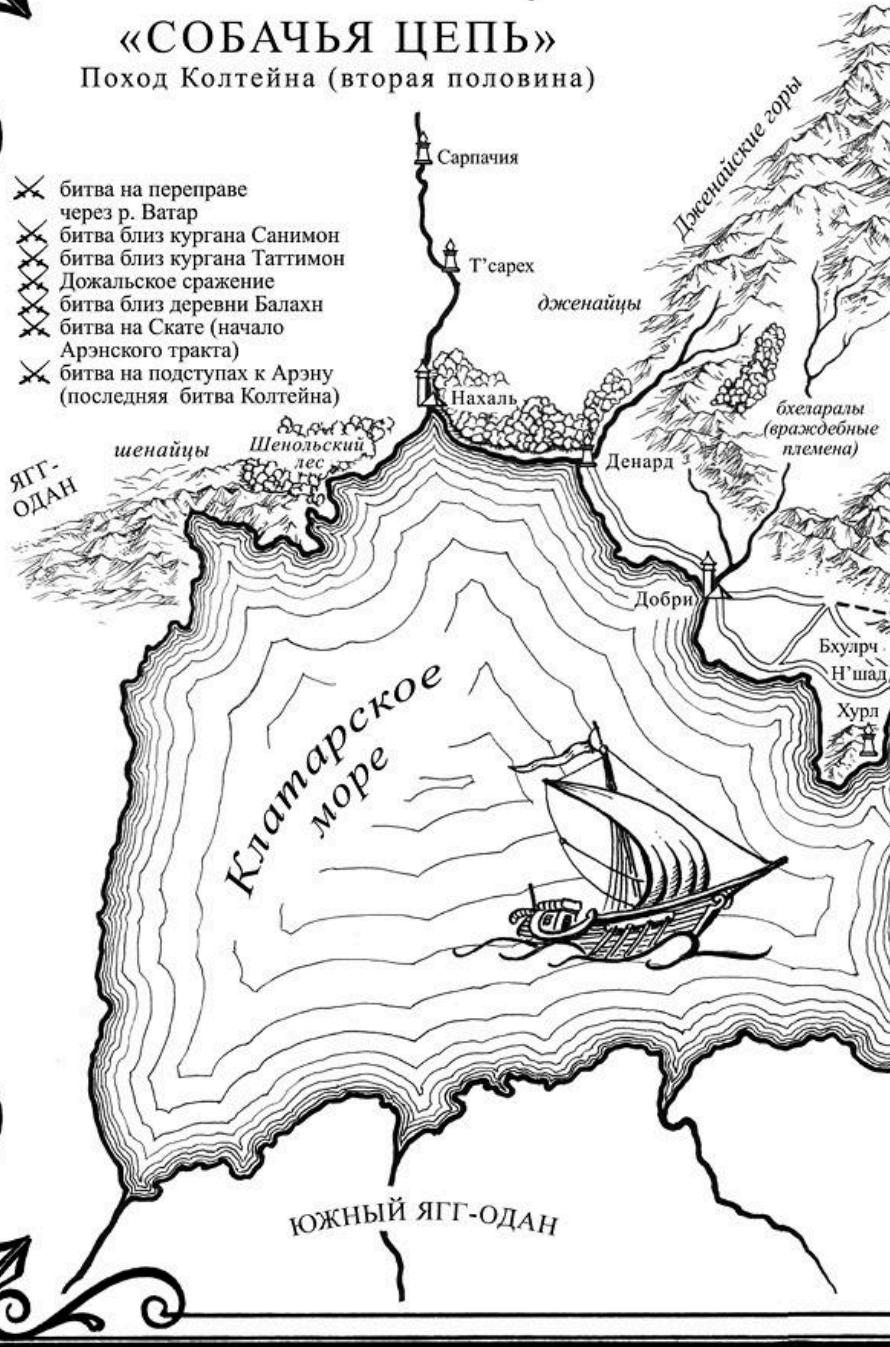 «СОБАЧЬЯ ЦЕПЬ»
Поход Колтейна (вторая половина)
битва на переправе
через р. Ватар
битва близ кургана Санимон
битва близ кургана Таттимон
Дожальское сражение
битва близ деревни Балахн
битва на Скате (начало
Арэнского тракта)
битва на подступах к Арэну
(последняя битва Колтейна)
Сарпачия
Т’сарех
Дженайские горы
дженайцы
Нахаль
бхеларалы
(враждебные
племена)
шенайцы
Шенольский
лес
ЯГГ-
ОДАН
Денард
Добри
Бхулрч
Н’шад
Хурл
Клатарское
море
ЮЖНЫЙ ЯГГ-ОДАН